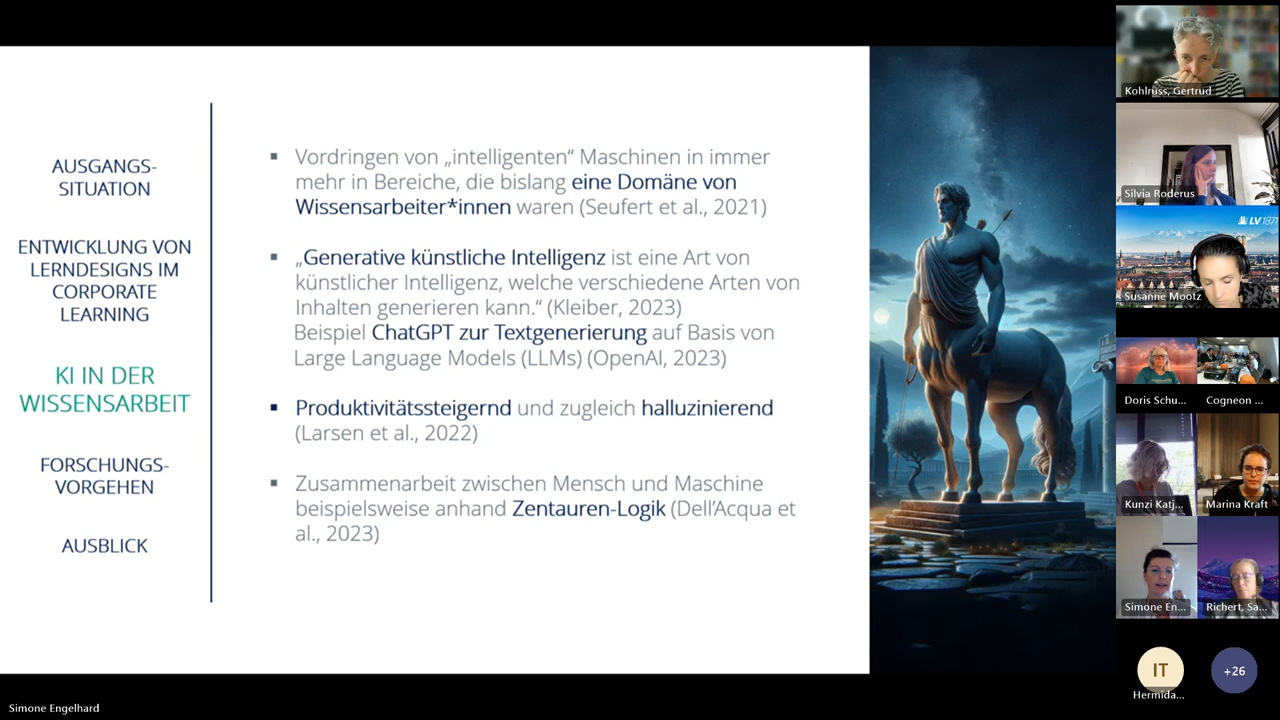 AUSGANGS-
SITUATION
ENTWICKLUNG VON
LERNDESIGNS IM
CORPORATE
LEARNING
KI IN DER
WISSENSARBEIT
FORSCHUNGS-
VORGEHEN
AUSBLICK
▪ Vordringen von „intelligenten“ Maschinen in immer
mehr in Bereiche, die bislang eine Domäne von
Wissensarbeiter*innen waren (Seufert et al., 2021)
▪ „Generative künstliche Intelligenz ist eine Art von
künstlicher Intelligenz, welche verschiedene Arten von
Inhalten generieren kann.“ (Kleiber, 2023)
Beispiel ChatGPT zur Textgenerierung auf Basis von
Large Language Models (LLMs) (OpenAI, 2023)
▪ Produktivitätssteigernd und zugleich halluzinierend
(Larsen et al., 2022)
▪ Zusammenarbeit zwischen Mensch und Maschine
beispielsweise anhand Zentauren-Logik (Dell’Acqua et
al., 2023)
Kohlruss, Gertrud
Silvia Roderus
LV 1871
Susanne Mootz
Doris Schu...
Cogneon ...
Kunzi Katj...
Marina Kraft
Simone En...
Richert, Sa...
IT
+26
Hermida...
Simone Engelhard